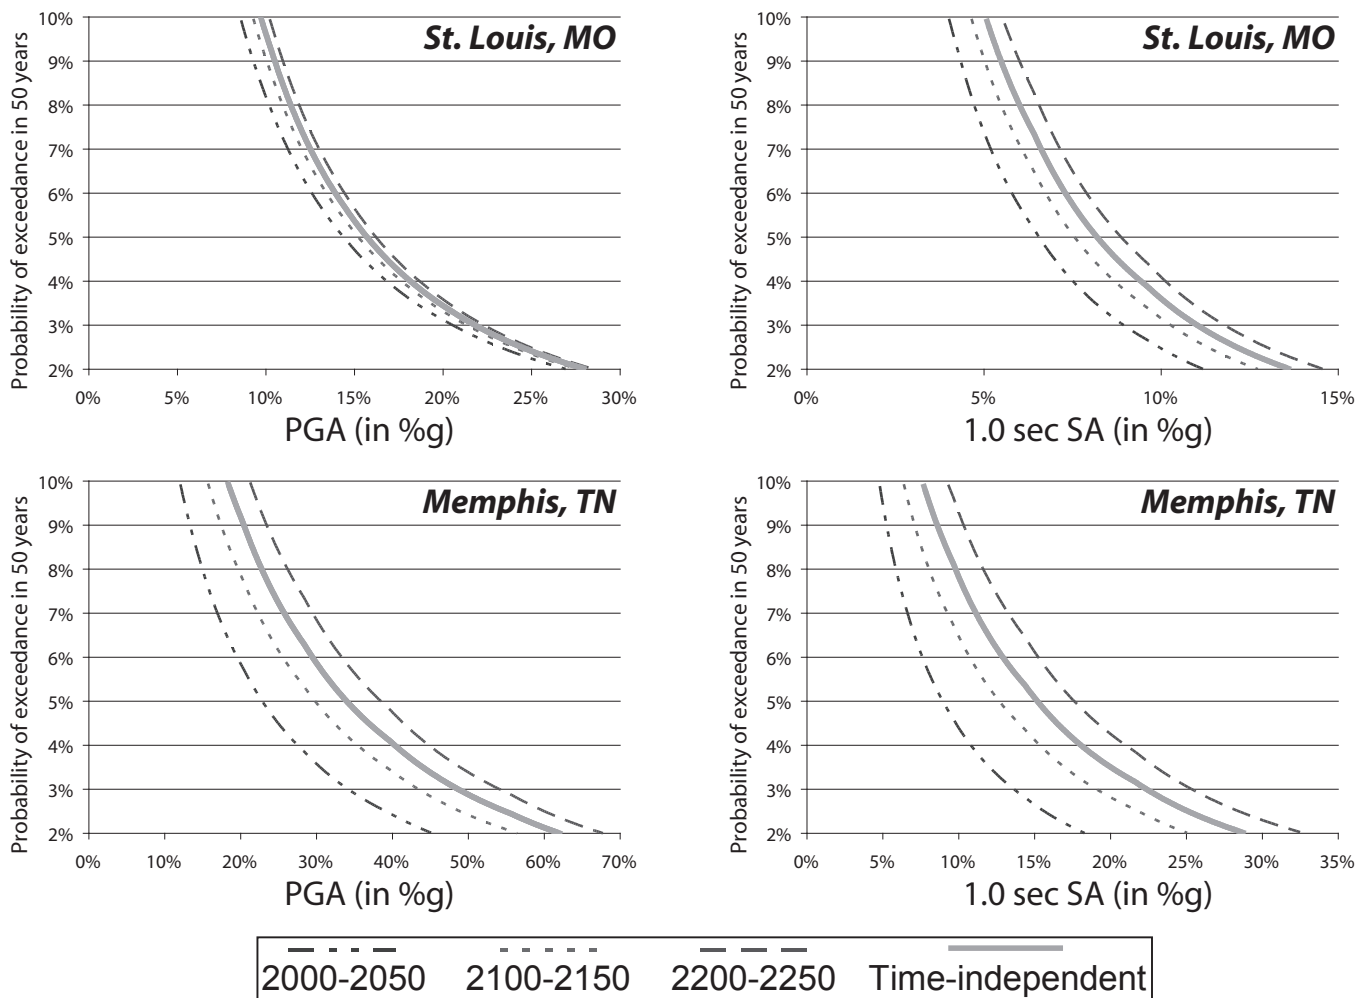 St. Louis, MO
Probability of exceedance in 50 years
10%
9%
8%
7%
6%
5%
4%
3%
2%
0% 5% 10% 15% 20% 25% 30%
PGA (in %g)
St. Louis, MO
Probability of exceedance in 50 years
10%
9%
8%
7%
6%
5%
4%
3%
2%
0% 5% 10% 15%
1.0 sec SA (in %g)
Memphis, TN
Probability of exceedance in 50 years
10%
9%
8%
7%
6%
5%
4%
3%
2%
0% 10% 20% 30% 40% 50% 60% 70%
PGA (in %g)
Memphis, TN
Probability of exceedance in 50 years
10%
9%
8%
7%
6%
5%
4%
3%
2%
0% 5% 10% 15% 20% 25% 30% 35%
1.0 sec SA (in %g)
2000-2050 2100-2150 2200-2250 Time-independent